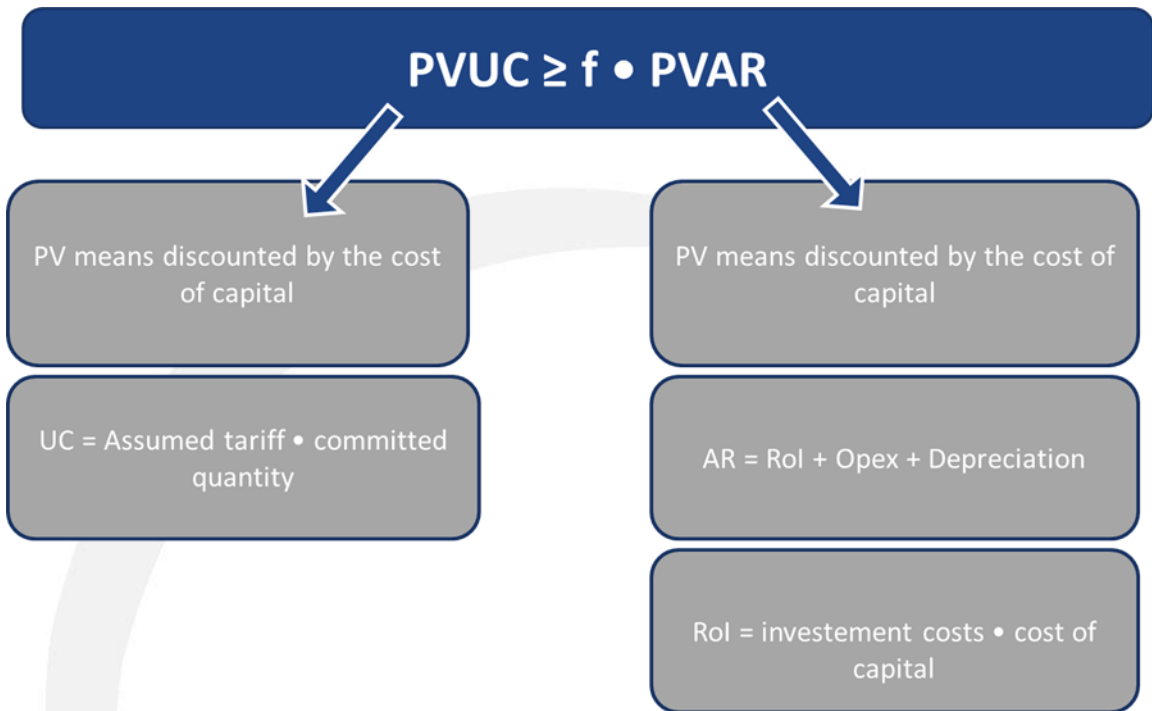 PVUC ≥ f • PVAR
PV means discounted by the cost
of capital
PV means discounted by the cost of
capital
UC = Assumed tariff • committed
quantity
AR = RoI + Opex + Depreciation
RoI = investement costs • cost of
capital